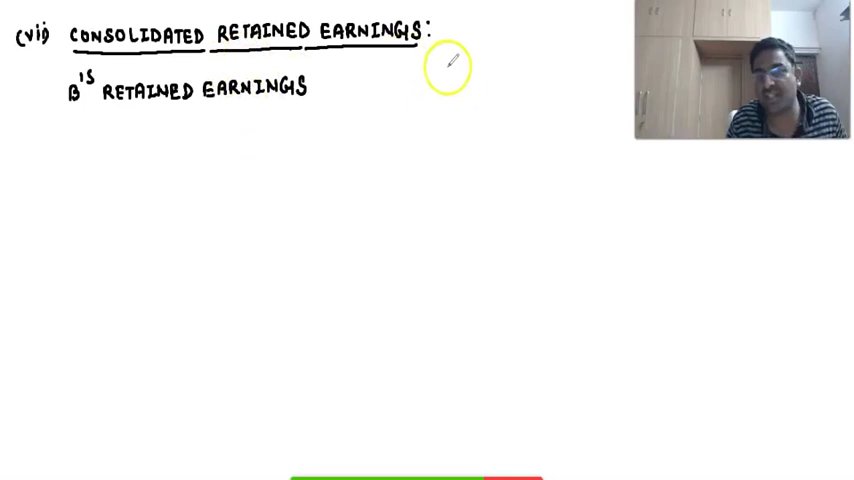 (vii) CONSOLIDATED RETAINED EARNINGS:
B'S RETAINED EARNINGS